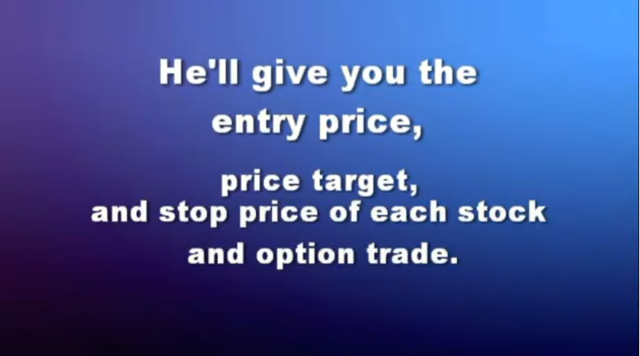 He'll give you the
entry price,
price target,
and stop price of each stock
and option trade.